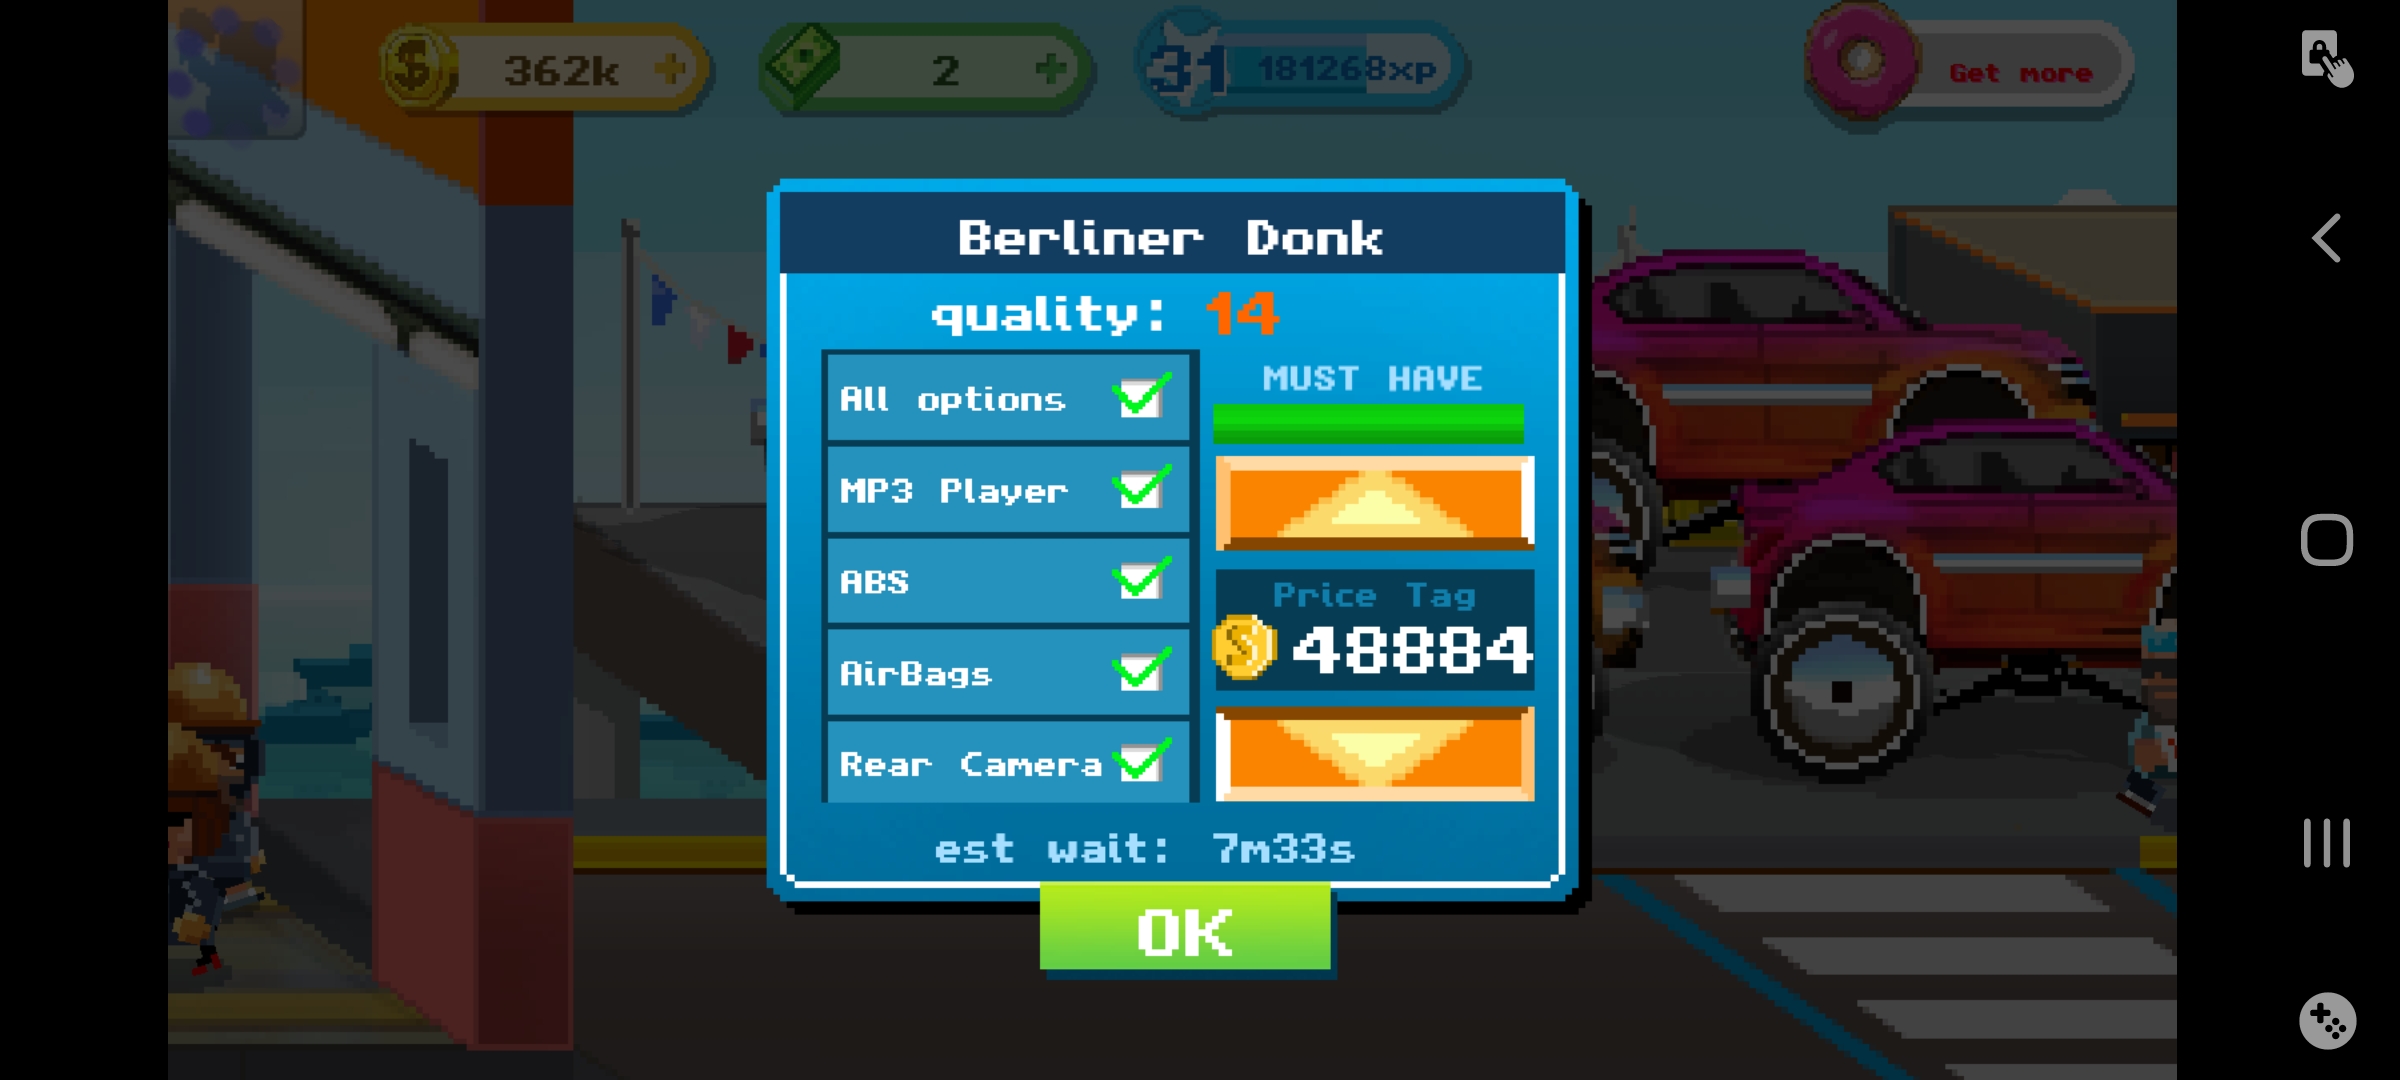 362k
2
31 181268xp
Get more
Berliner Donk
quality: 14
All options
MP3 Player
ABS
AirBags
Rear Camera
MUST HAVE
Price Tag
48884
est wait: 7m33s
OK